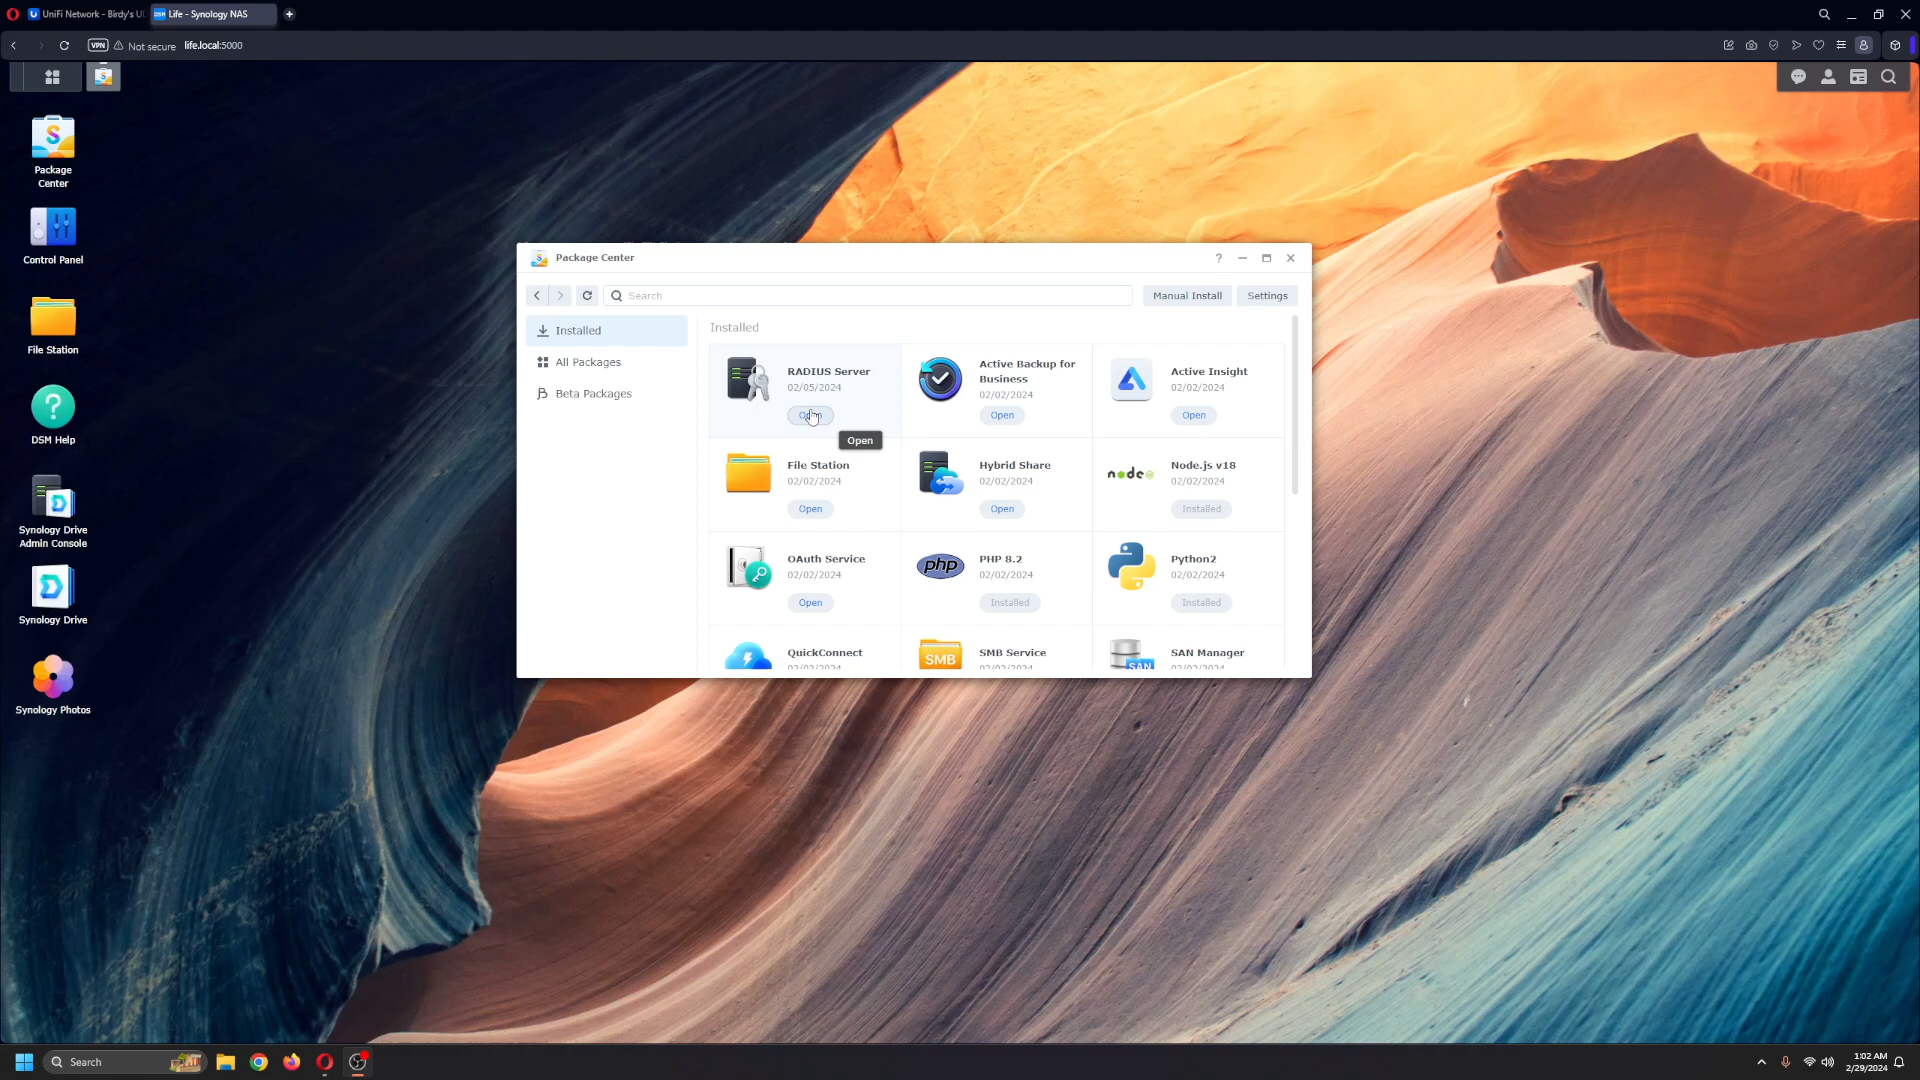 UniFi Network - Birdy's U
DSM Life - Synology NAS
VPN Not secure life.local:5000
Package
Center
Control Panel
File Station
DSM Help
Synology Drive
Admin Console
Synology Drive
Synology Photos
Package Center
Search
Manual Install
Settings
Installed
All Packages
Beta Packages
Installed
RADIUS Server
02/05/2024
Open
Open
Active Backup for
Business
02/02/2024
Open
Active Insight
02/02/2024
Open
File Station
02/02/2024
Open
Hybrid Share
02/02/2024
Open
node
Node.js v18
02/02/2024
Installed
OAuth Service
02/02/2024
Open
php
PHP 8.2
02/02/2024
Installed
Python2
02/02/2024
Installed
QuickConnect
02/02/2024
SMB
SMB Service
02/02/2024
SAN
SAN Manager
02/02/2024
Search
1:02 AM
2/29/2024